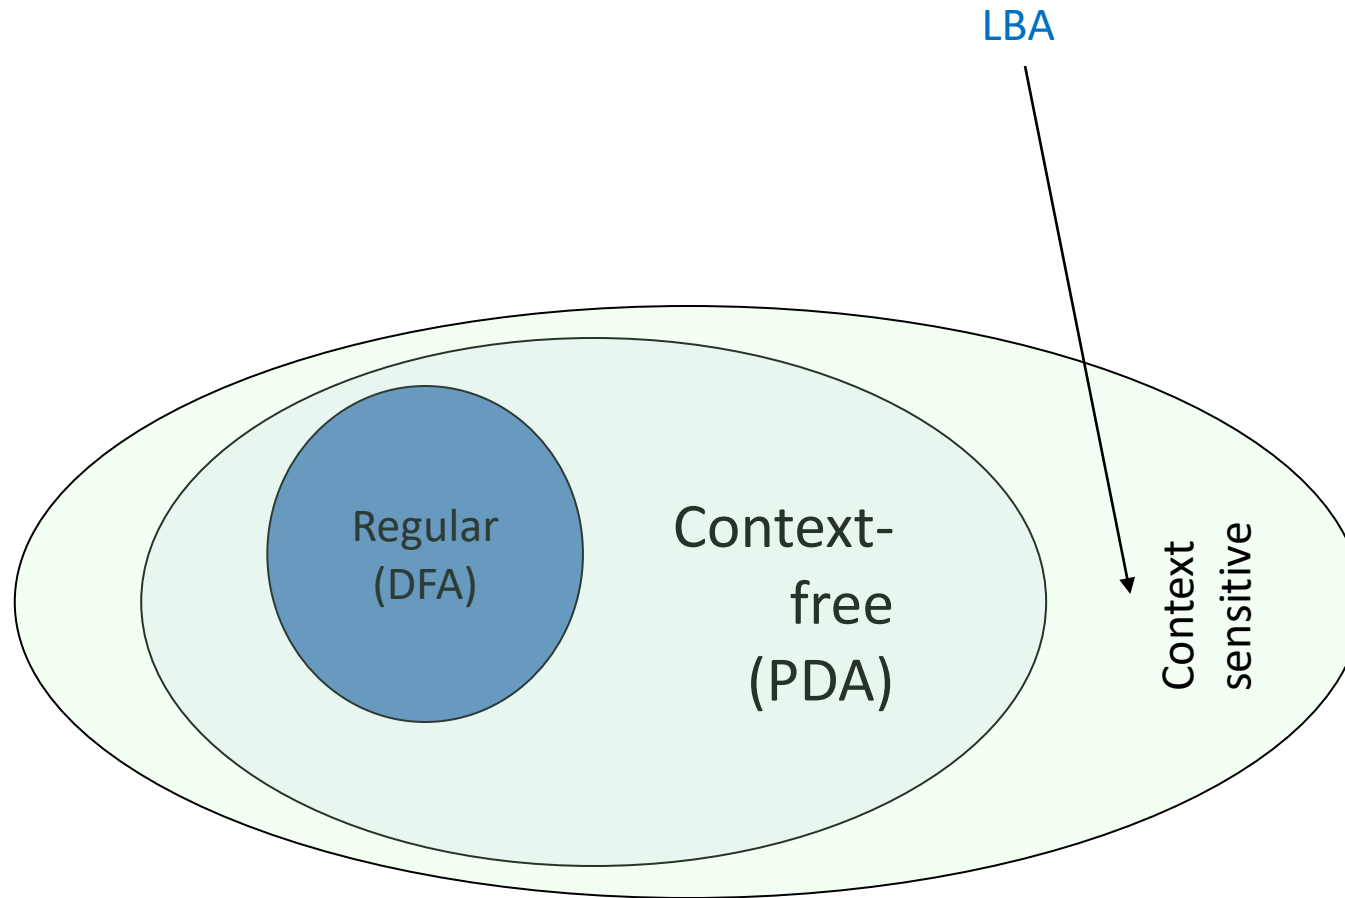 LBA
Regular
(DFA)
Context-
free
(PDA)
Context
sensitive